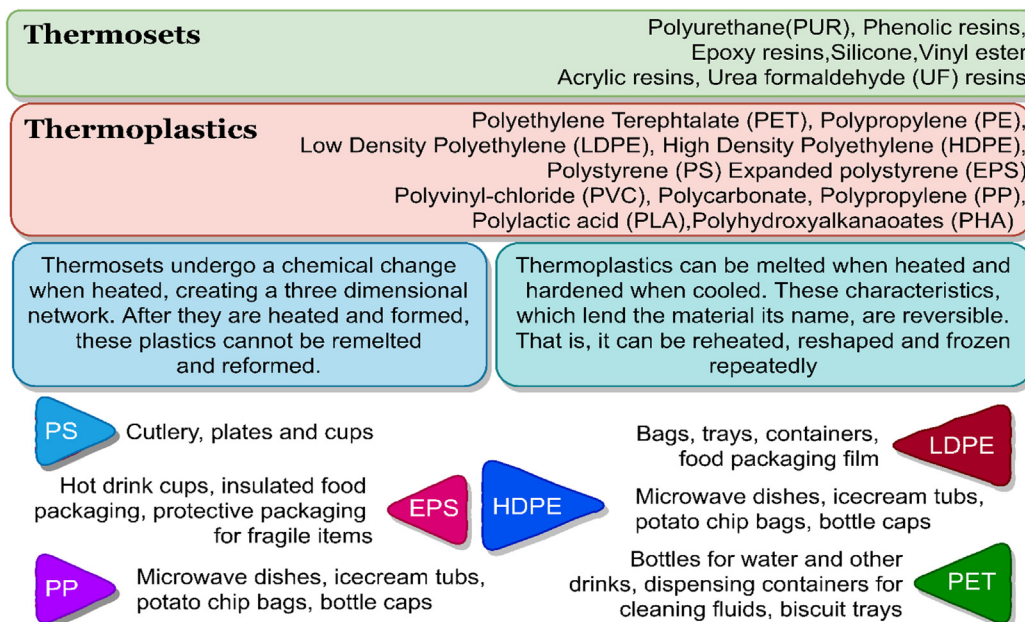 Thermosets
Polyurethane(PUR), Phenolic resins,
Epoxy resins,Silicone,Vinyl ester
Acrylic resins, Urea formaldehyde (UF) resins
Thermoplastics
Polyethylene Terephtalate (PET), Polypropylene (PE),
Low Density Polyethylene (LDPE), High Density Polyethylene (HDPE),
Polystyrene (PS) Expanded polystyrene (EPS)
Polyvinyl-chloride (PVC), Polycarbonate, Polypropylene (PP),
Polylactic acid (PLA),Polyhydroxyalkanaoates (PHA)
Thermosets undergo a chemical change
when heated, creating a three dimensional
network. After they are heated and formed,
these plastics cannot be remelted
and reformed.
Thermoplastics can be melted when heated and
hardened when cooled. These characteristics,
which lend the material its name, are reversible.
That is, it can be reheated, reshaped and frozen
repeatedly
PS
Cutlery, plates and cups
Bags, trays, containers,
food packaging film
LDPE
Hot drink cups, insulated food
packaging, protective packaging
for fragile items
EPS
HDPE
Microwave dishes, icecream tubs,
potato chip bags, bottle caps
PP
Microwave dishes, icecream tubs,
potato chip bags, bottle caps
Bottles for water and other
drinks, dispensing containers for
cleaning fluids, biscuit trays
PET